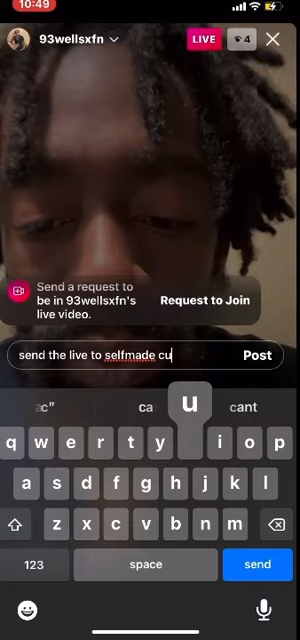 10:49
93wellsxfn
LIVE
4
Send a request to
be in 93wellsxfn's
live video.
Request to Join
send the live to selfmade cu
Post
ac"
ca
u
cant
q w e r t y i o p
a s d f g h j k l
z x c v b n m
123
space
send